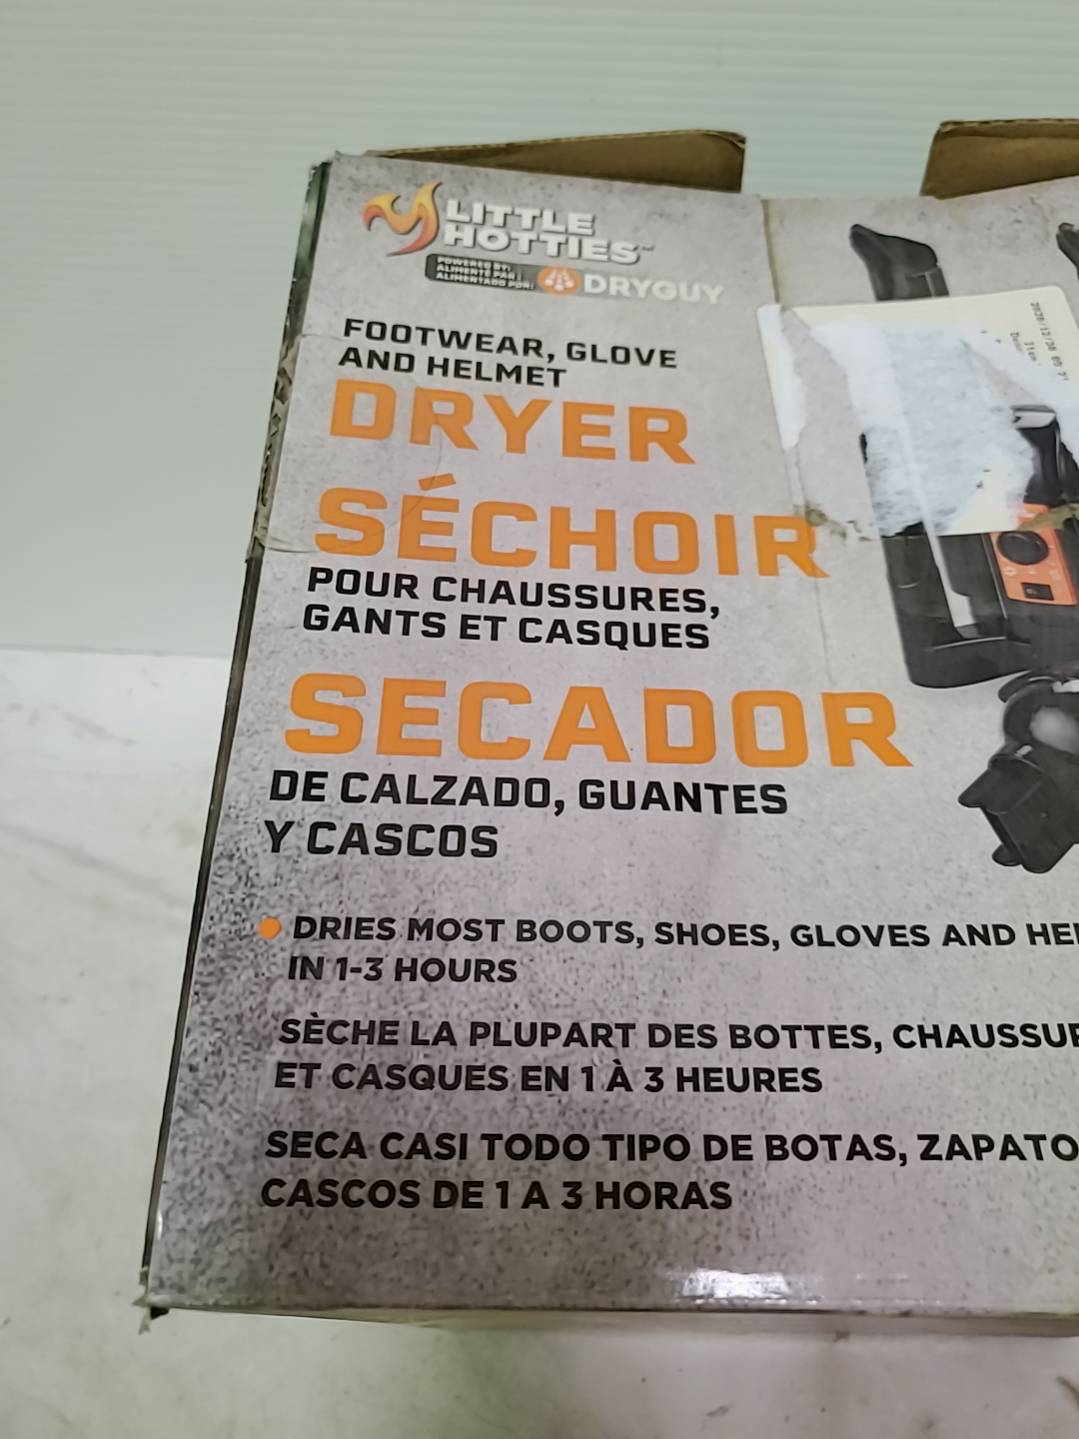 LITTLE
HOTTIES™
POWERED BY:
ALIMENTÉ PAR:
ALIMENTADO POR:
DRYGUY
FOOTWEAR, GLOVE
AND HELMET
DRYER
SÉCHOIR
POUR CHAUSSURES,
GANTS ET CASQUES
SECADOR
DE CALZADO, GUANTES
Y CASCOS
DRIES MOST BOOTS, SHOES, GLOVES AND HE
IN 1-3 HOURS
SÈCHE LA PLUPART DES BOTTES, CHAUSSU
ET CASQUES EN 1 À 3 HEURES
SECA CASI TODO TIPO DE BOTAS, ZAPATO
CASCOS DE 1 A 3 HORAS